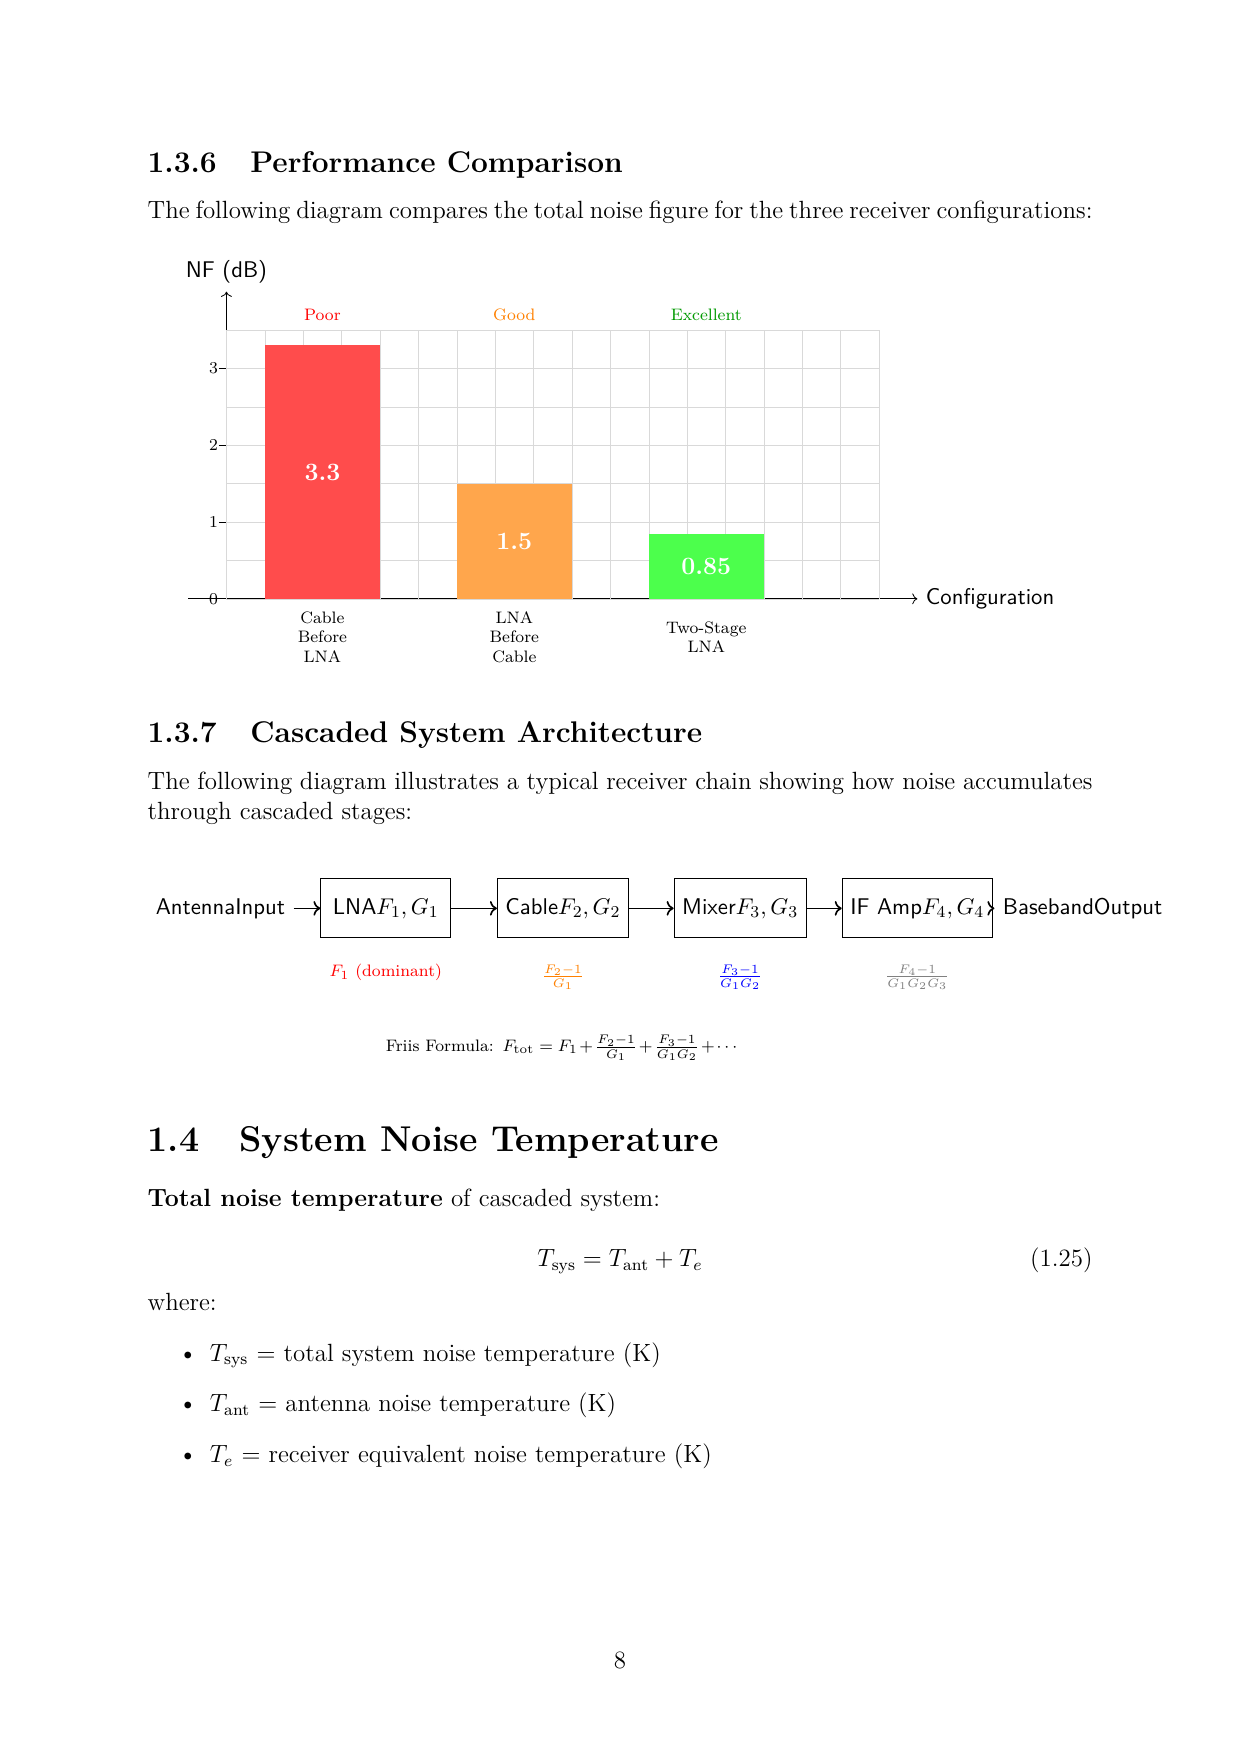 1.3.6 Performance Comparison
The following diagram compares the total noise figure for the three receiver configurations:
NF (dB)
Poor Good Excellent
3
2
3.3
1
1.5
0.85
0
Configuration
Cable
Before
LNA
LNA
Before
Cable
Two-Stage
LNA
1.3.7 Cascaded System Architecture
The following diagram illustrates a typical receiver chain showing how noise accumulates
through cascaded stages:
AntennaInput LNA$F_1, G_1$ Cable$F_2, G_2$ Mixer$F_3, G_3$ IF Amp$F_4, G_4$ BasebandOutput
$F_1$ (dominant) $\frac{F_2-1}{G_1}$ $\frac{F_3-1}{G_1G_2}$ $\frac{F_4-1}{G_1G_2G_3}$
Friis Formula: $F_{\text{tot}} = F_1 + \frac{F_2-1}{G_1} + \frac{F_3-1}{G_1G_2} + \cdots$
1.4 System Noise Temperature
Total noise temperature of cascaded system:
$T_{\text{sys}} = T_{\text{ant}} + T_e$ (1.25)
where:
• $T_{\text{sys}}$ = total system noise temperature (K)
• $T_{\text{ant}}$ = antenna noise temperature (K)
• $T_e$ = receiver equivalent noise temperature (K)
8